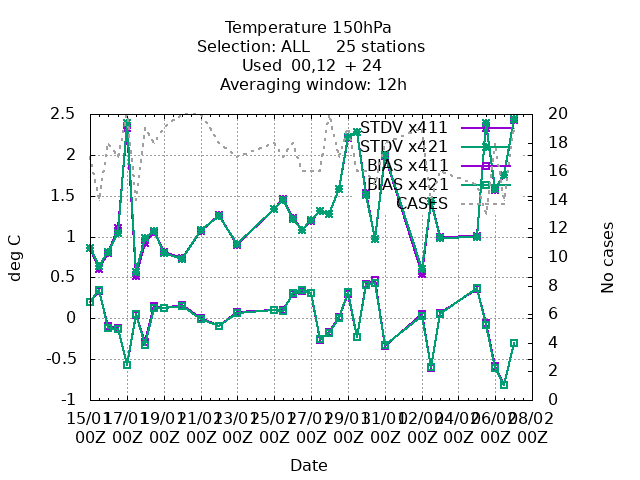 Temperature 150hPa
Selection: ALL 25 stations
Used 00,12 + 24
Averaging window: 12h
2.5
2
1.5
1
0.5
0
-0.5
-1
deg C
20
18
16
14
12
10
8
6
4
2
0
No cases
STDV x411
STDV x421
BIAS x411
BIAS x421
CASES
15/01 17/01 19/01 21/01 23/01 25/01 27/01 29/01 31/01 02/02 04/02 06/02 08/02
00Z 00Z 00Z 00Z 00Z 00Z 00Z 00Z 00Z 00Z 00Z 00Z 00Z
Date